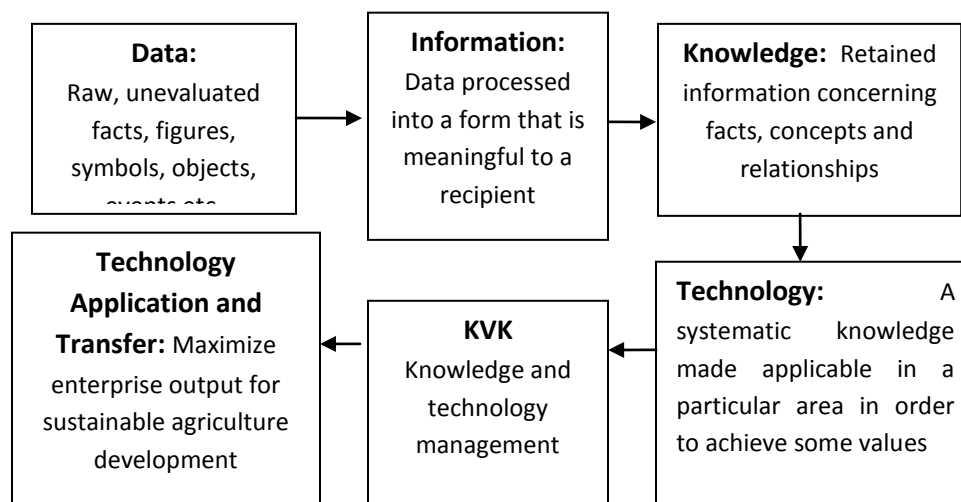 Data:
Raw, unevaluated
facts, figures,
symbols, objects,
events etc
Information:
Data processed
into a form that is
meaningful to a
recipient
Knowledge: Retained
information concerning
facts, concepts and
relationships
Technology: A
systematic knowledge
made applicable in a
particular area in order
to achieve some values
KVK
Knowledge and
technology
management
Technology
Application and
Transfer: Maximize
enterprise output for
sustainable agriculture
development